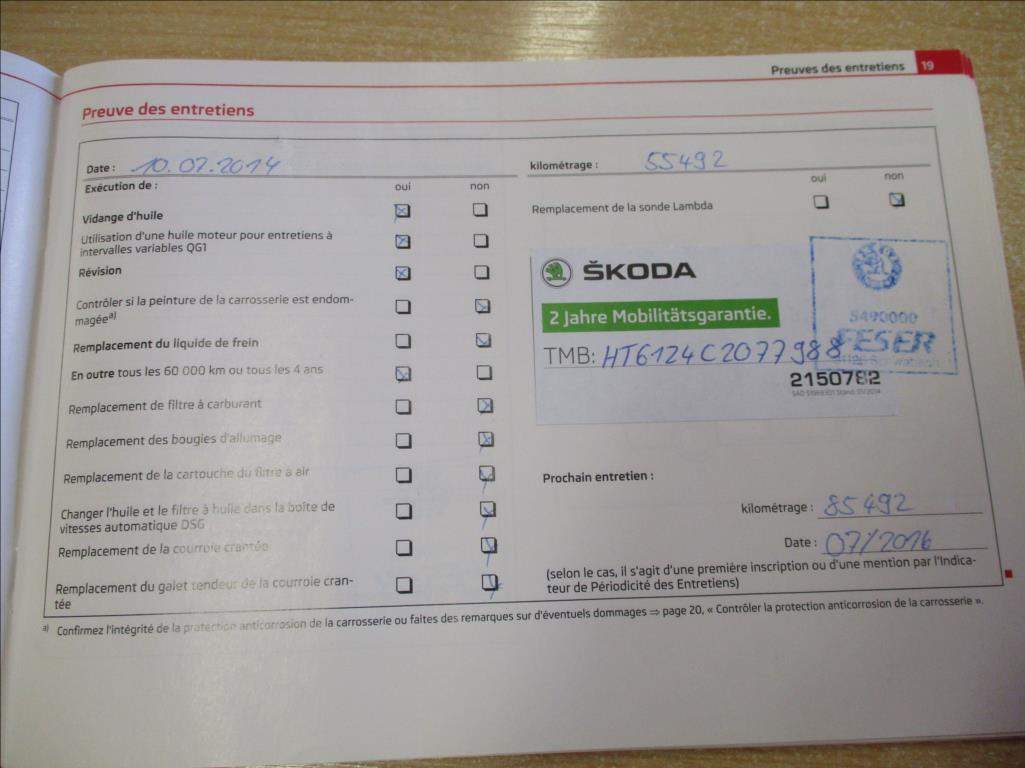 Preuves des entretiens 19
Preuve des entretiens
Date : 10.07.2014
kilométrage : 55492
Exécution de :
oui non
Vidange d'huile
Utilisation d'une huile moteur pour entretiens à
intervalles variables QG1
Révision
Contrôler si la peinture de la carrosserie est endom-
magée a)
Remplacement du liquide de frein
En outre tous les 60 000 km ou tous les 4 ans
Remplacement de filtre à carburant
Remplacement des bougies d'allumage
Remplacement de la cartouche du filtre à air
Changer l'huile et le filtre à huile dans la boîte de
vitesses automatique DSG
Remplacement de la courroie crantée
Remplacement du galet tendeur de la courroie cran-
tée
oui non
Remplacement de la sonde Lambda
ŠKODA
2 Jahre Mobilitätsgarantie.
TMB: HT6124C2077988
2150782
5490000
FESER
Prochain entretien :
kilométrage : 85492
Date : 07/2016
(selon le cas, il s'agit d'une première inscription ou d'une mention par l'Indica-
teur de Périodicité des Entretiens)
a) Confirmez l'intégrité de la protection anticorrosion de la carrosserie ou faites des remarques sur d'éventuels dommages ⇒ page 20, « Contrôler la protection anticorrosion de la carrosserie ».